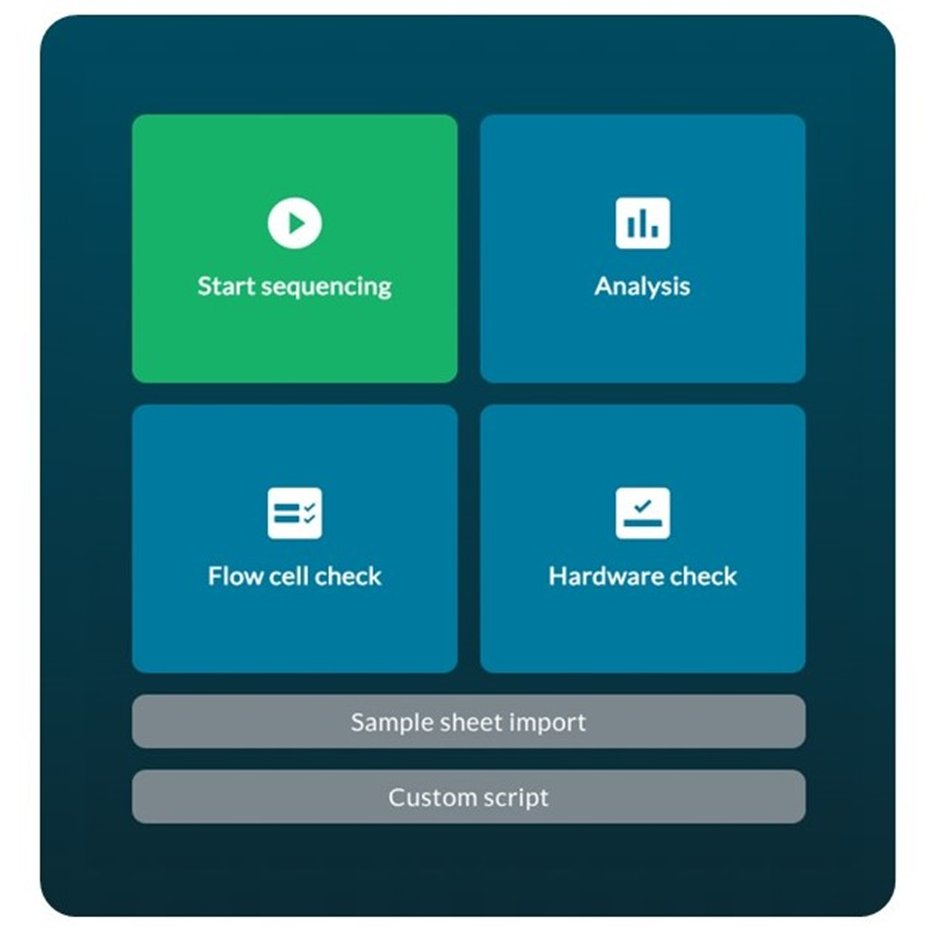 Start sequencing
Analysis
Flow cell check
Hardware check
Sample sheet import
Custom script